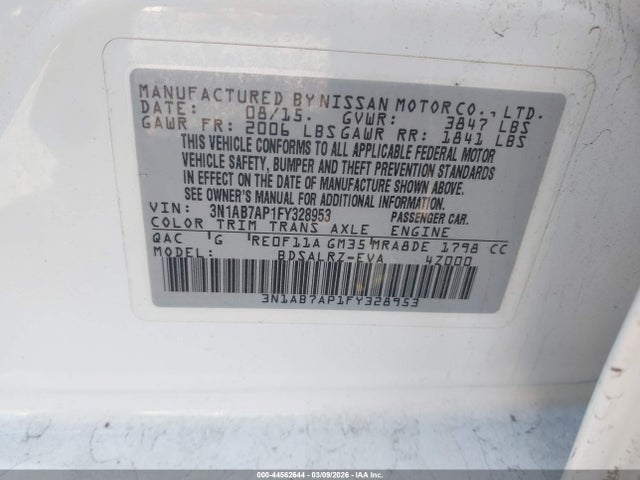 MANUFACTURED BY NISSAN MOTOR CO., LTD.
DATE: 08/15. GVWR: 3847 LBS
GAWR FR: 2006 LBS GAWR RR: 1841 LBS
THIS VEHICLE CONFORMS TO ALL APPLICABLE FEDERAL MOTOR
VEHICLE SAFETY, BUMPER AND THEFT PREVENTION STANDARDS
IN EFFECT ON THE DATE OF MANUFACTURE SHOWN ABOVE.
SEE OWNER'S MANUAL FOR ADDITIONAL INFORMATION.
VIN: 3N1AB7AP1FY328953 PASSENGER CAR.
COLOR TRIM TRANS AXLE ENGINE
QAC G RE0F11A GM35 MRA8DE 1798 CC
MODEL: BDSALRZ-EVA 4Z000
3N1AB7AP1FY328953
000-44562644 | 03/09/2026 - IAA Inc.